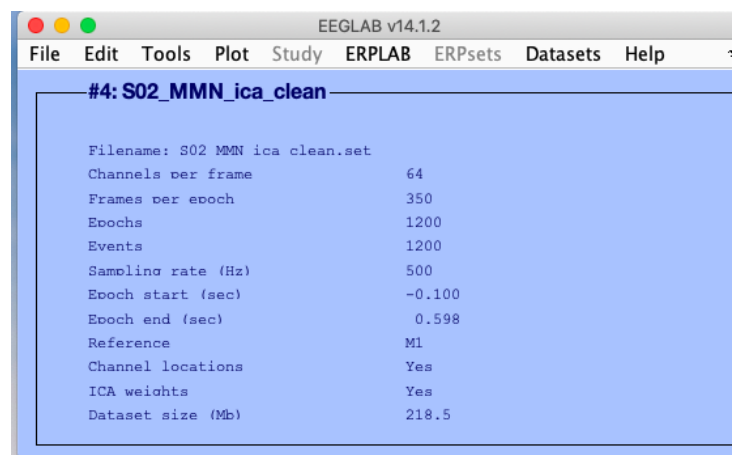 EEGLAB v14.1.2
File Edit Tools Plot Study ERPLAB ERPsets Datasets Help
#4: S02_MMN_ica_clean
Filename: S02 MMN ica clean.set
Channels per frame 64
Frames per epoch 350
Epochs 1200
Events 1200
Sampling rate (Hz) 500
Epoch start (sec) -0.100
Epoch end (sec) 0.598
Reference M1
Channel locations Yes
ICA weights Yes
Dataset size (Mb) 218.5